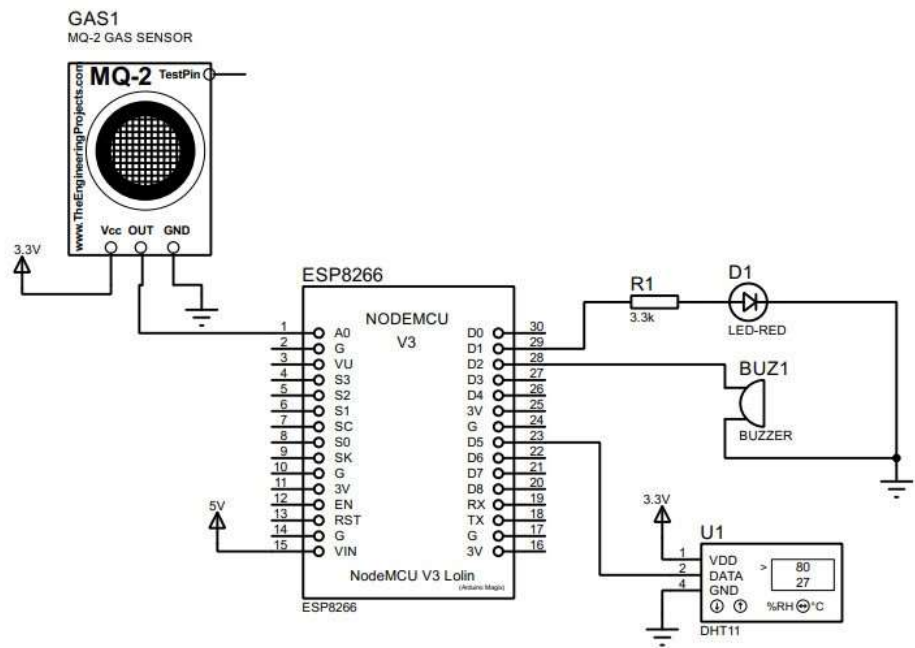 GAS1
MQ-2 GAS SENSOR
MQ-2 TestPin
www.TheEngineeringProjects.com
Vcc OUT GND
3.3V
ESP8266
NODEMCU
V3
1 A0
2 G
3 VU
4 S3
5 S2
6 S1
7 SC
8 S0
9 SK
10 G
11 3V
12 EN
13 RST
14 G
15 VIN
D0 30
D1 29
D2 28
D3 27
D4 26
3V 25
G 24
D5 23
D6 22
D7 21
D8 20
RX 19
TX 18
G 17
3V 16
NodeMCU V3 Lolin
(Arduino Magix)
ESP8266
5V
R1
3.3k
D1
LED-RED
BUZ1
BUZZER
3.3V
U1
1 VDD
2 DATA
4 GND
> 80
27
%RH °C
DHT11